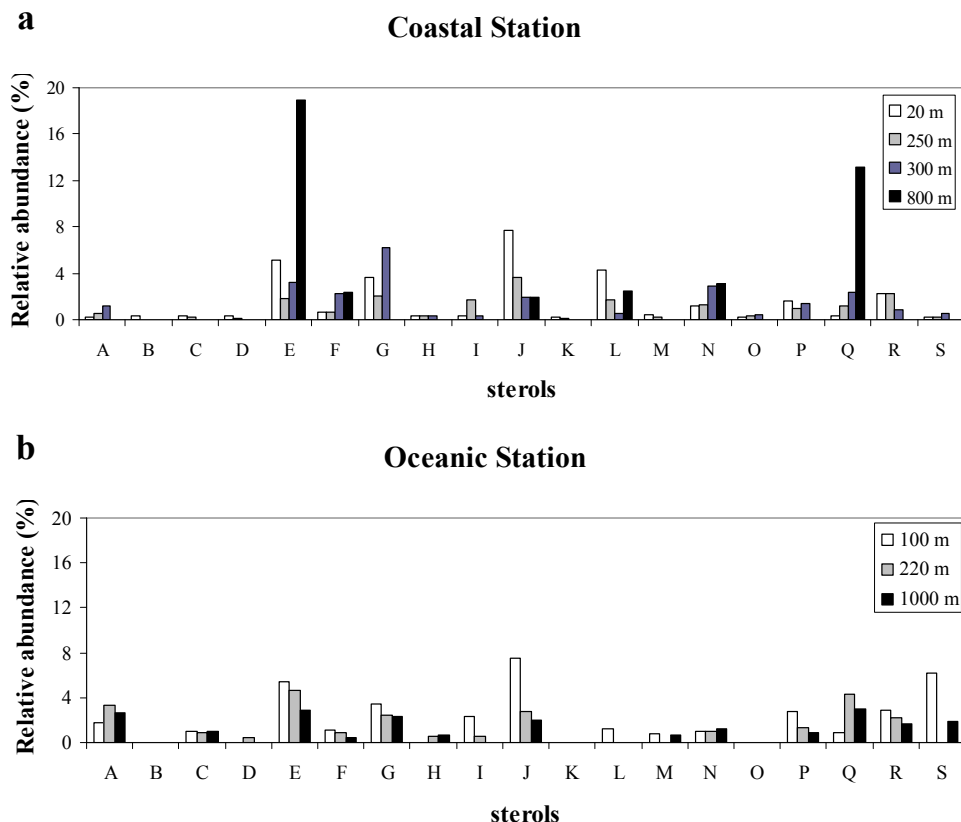 a
Coastal Station
Relative abundance (%)
20
16
12
8
4
0
20 m
250 m
300 m
800 m
A B C D E F G H I J K L M N O P Q R S
sterols
b
Oceanic Station
Relative abundance (%)
20
16
12
8
4
0
100 m
220 m
1000 m
A B C D E F G H I J K L M N O P Q R S
sterols